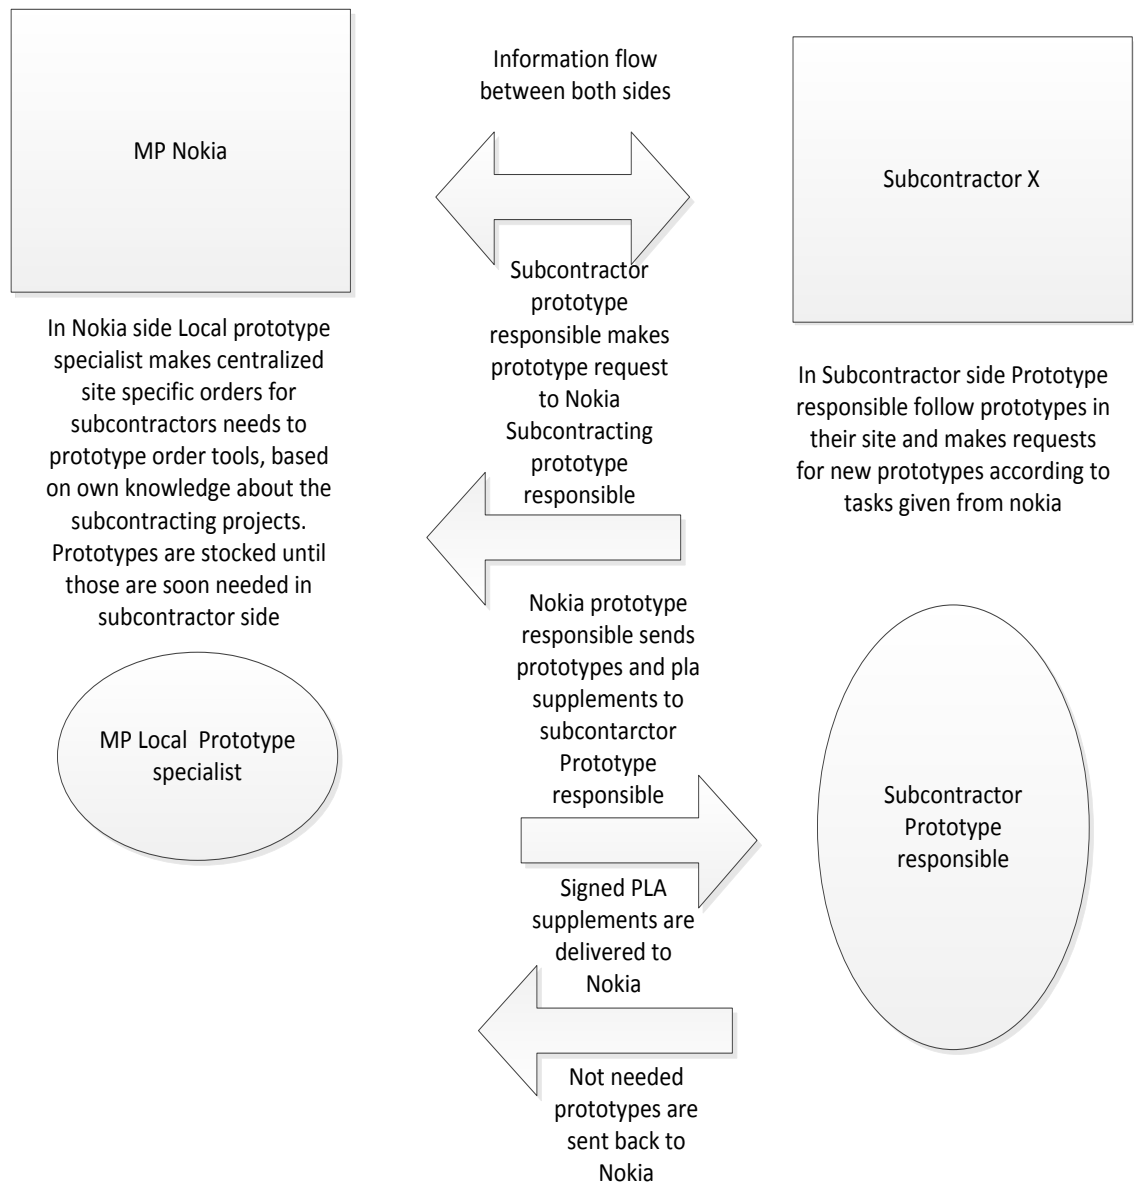 MP Nokia
In Nokia side Local prototype
specialist makes centralized
site specific orders for
subcontractors needs to
prototype order tools, based
on own knowledge about the
subcontracting projects.
Prototypes are stocked until
those are soon needed in
subcontractor side
MP Local  Prototype
specialist
Information flow
between both sides
Subcontractor
prototype
responsible makes
prototype request
to Nokia
Subcontracting
prototype
responsible
Nokia prototype
responsible sends
prototypes and pla
supplements to
subcontarctor
Prototype
responsible
Signed PLA
supplements are
delivered to
Nokia
Not needed
prototypes are
sent back to
Nokia
Subcontractor X
In Subcontractor side Prototype
responsible follow prototypes in
their site and makes requests
for new prototypes according to
tasks given from nokia
Subcontractor
Prototype
responsible